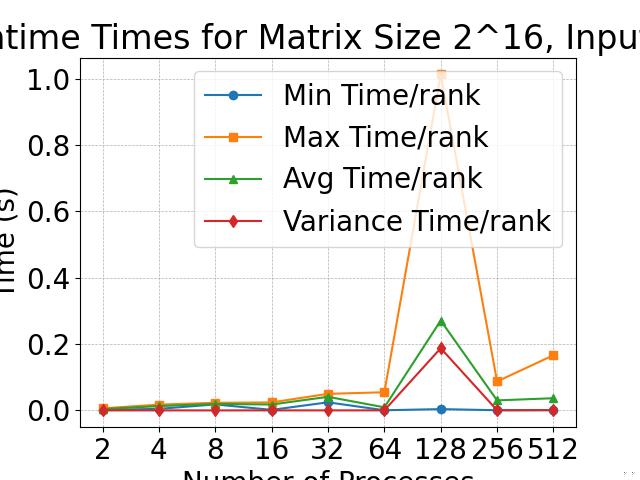 ntime Times for Matrix Size 2^16, Input
1.0
0.8
0.6
0.4
0.2
0.0
Time (s)
Min Time/rank
Max Time/rank
Avg Time/rank
Variance Time/rank
2 4 8 16 32 64 128 256 512
Number of Processes